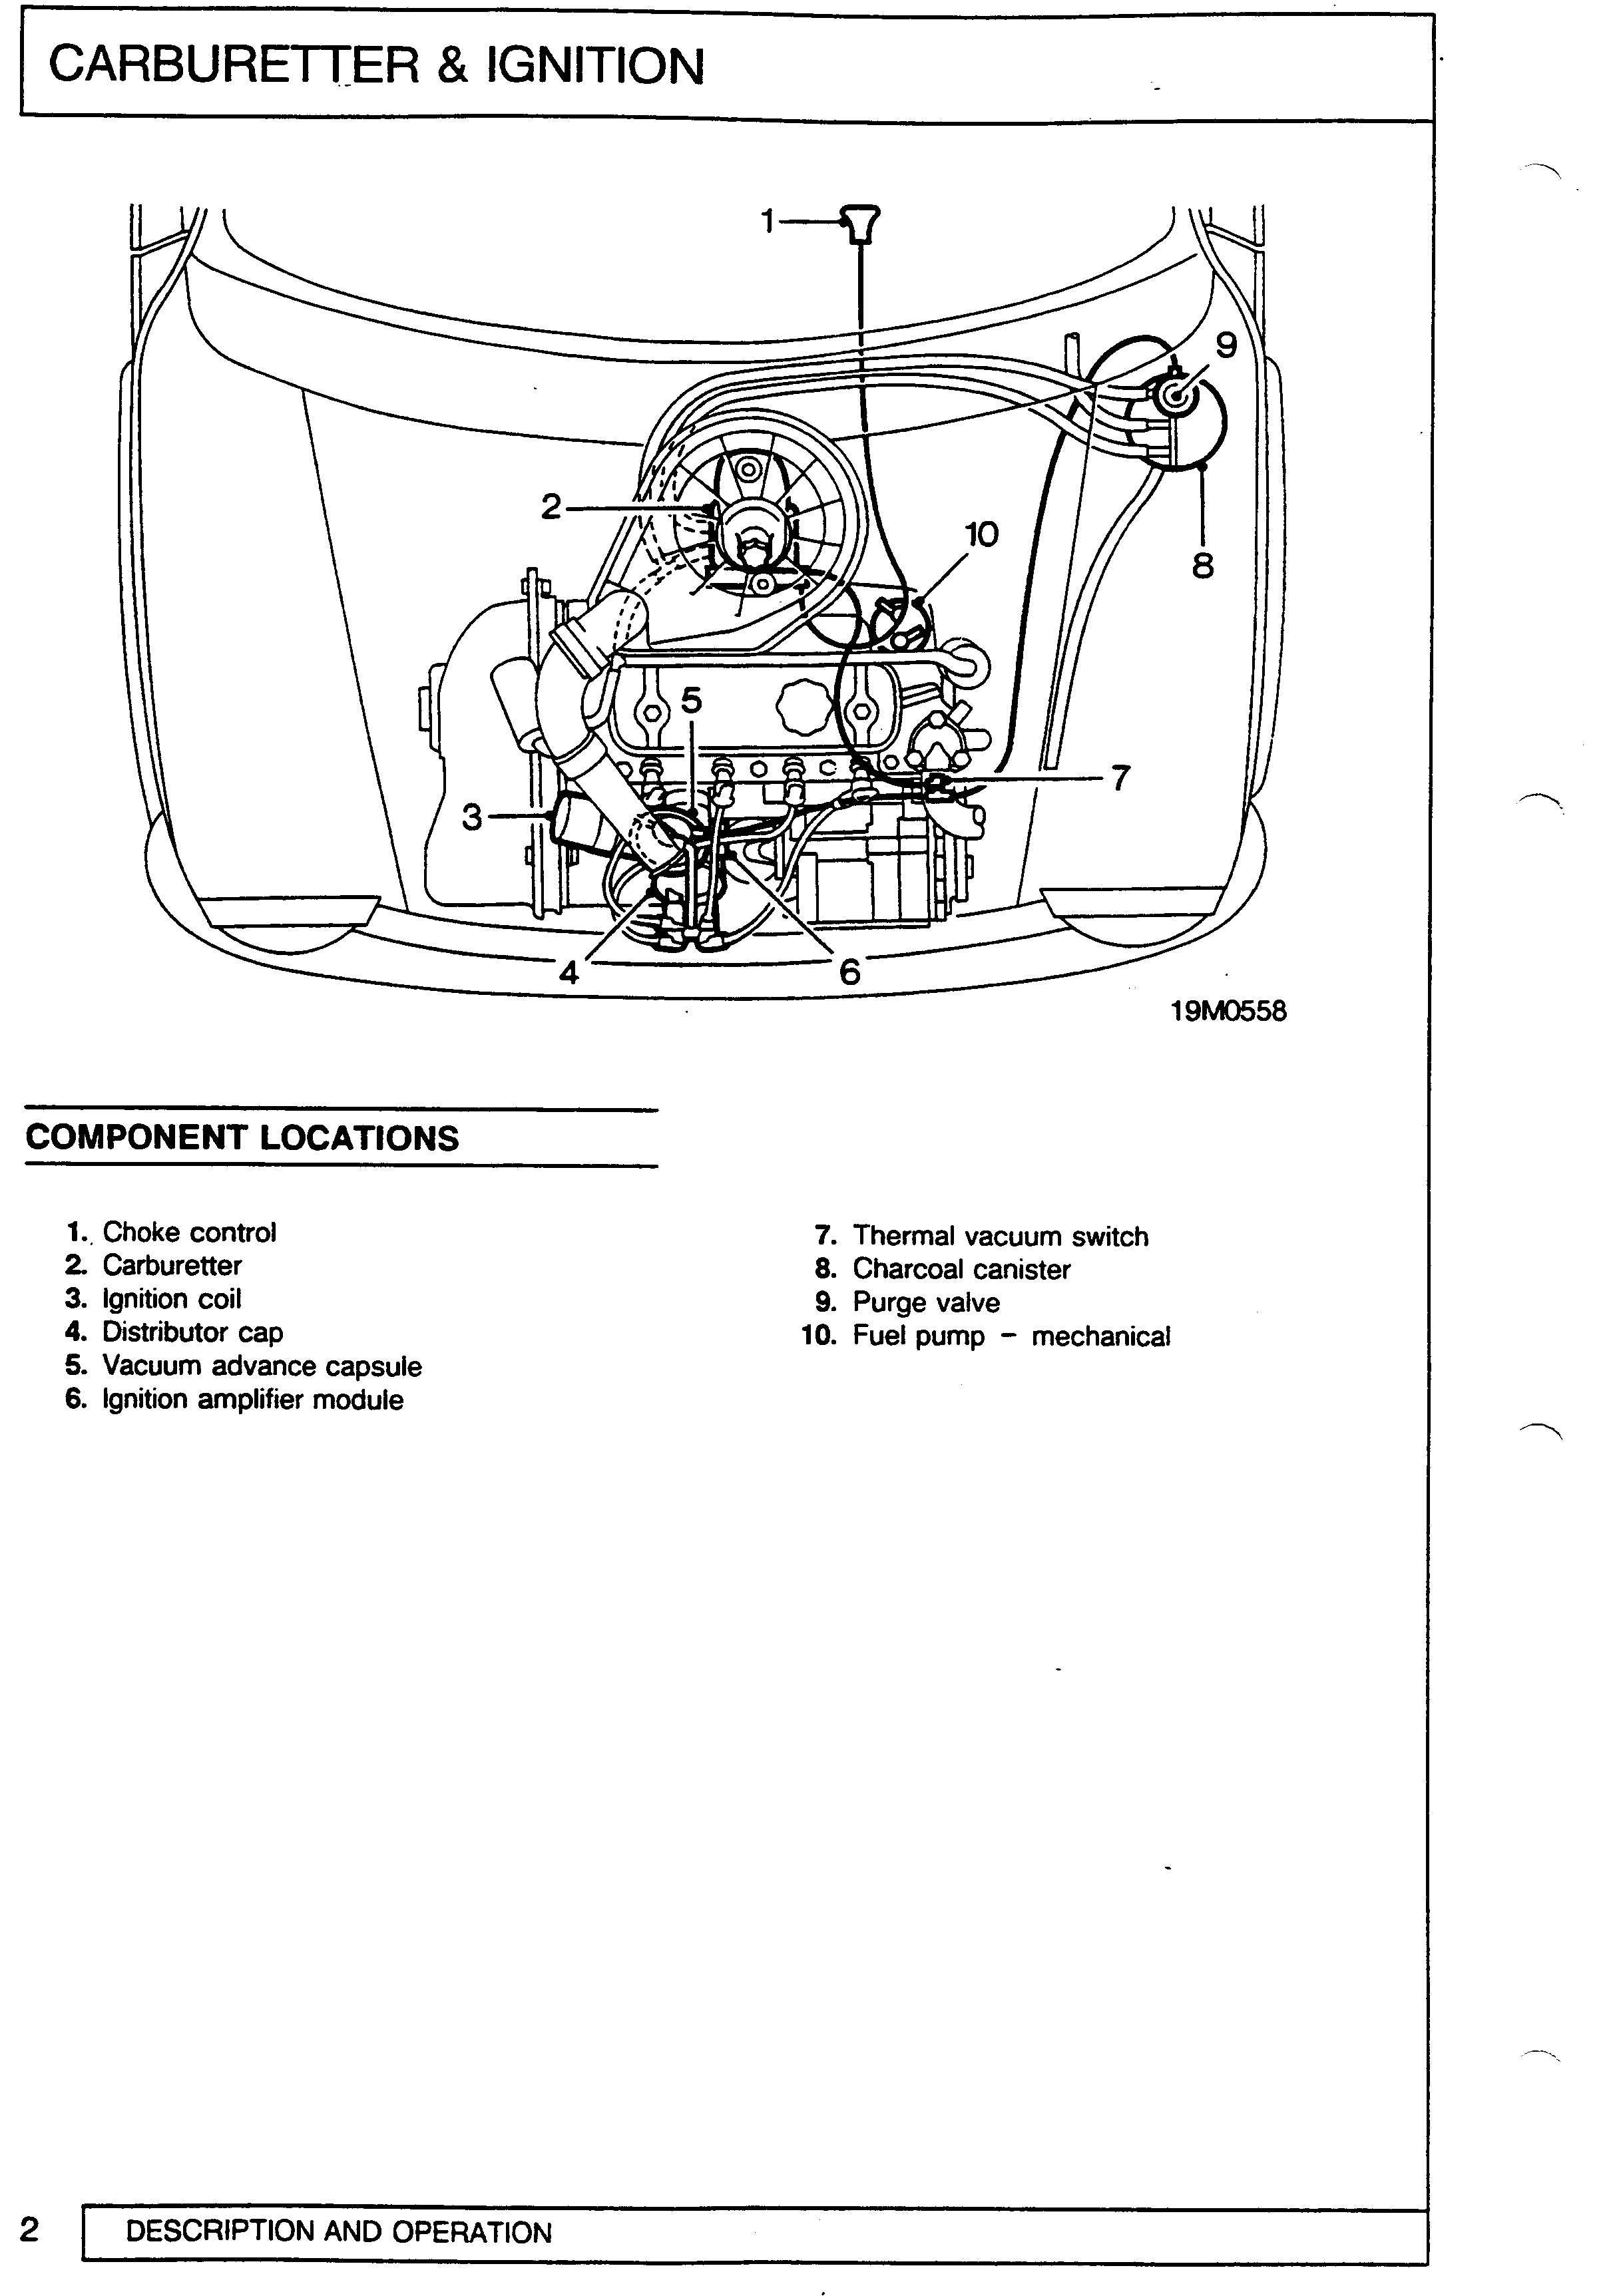 CARBURETTER & IGNITION
1
9
2
10
8
5
7
3
4
6
19M0558
COMPONENT LOCATIONS
1. Choke control
2. Carburetter
3. Ignition coil
4. Distributor cap
5. Vacuum advance capsule
6. Ignition amplifier module
7. Thermal vacuum switch
8. Charcoal canister
9. Purge valve
10. Fuel pump – mechanical
2
DESCRIPTION AND OPERATION